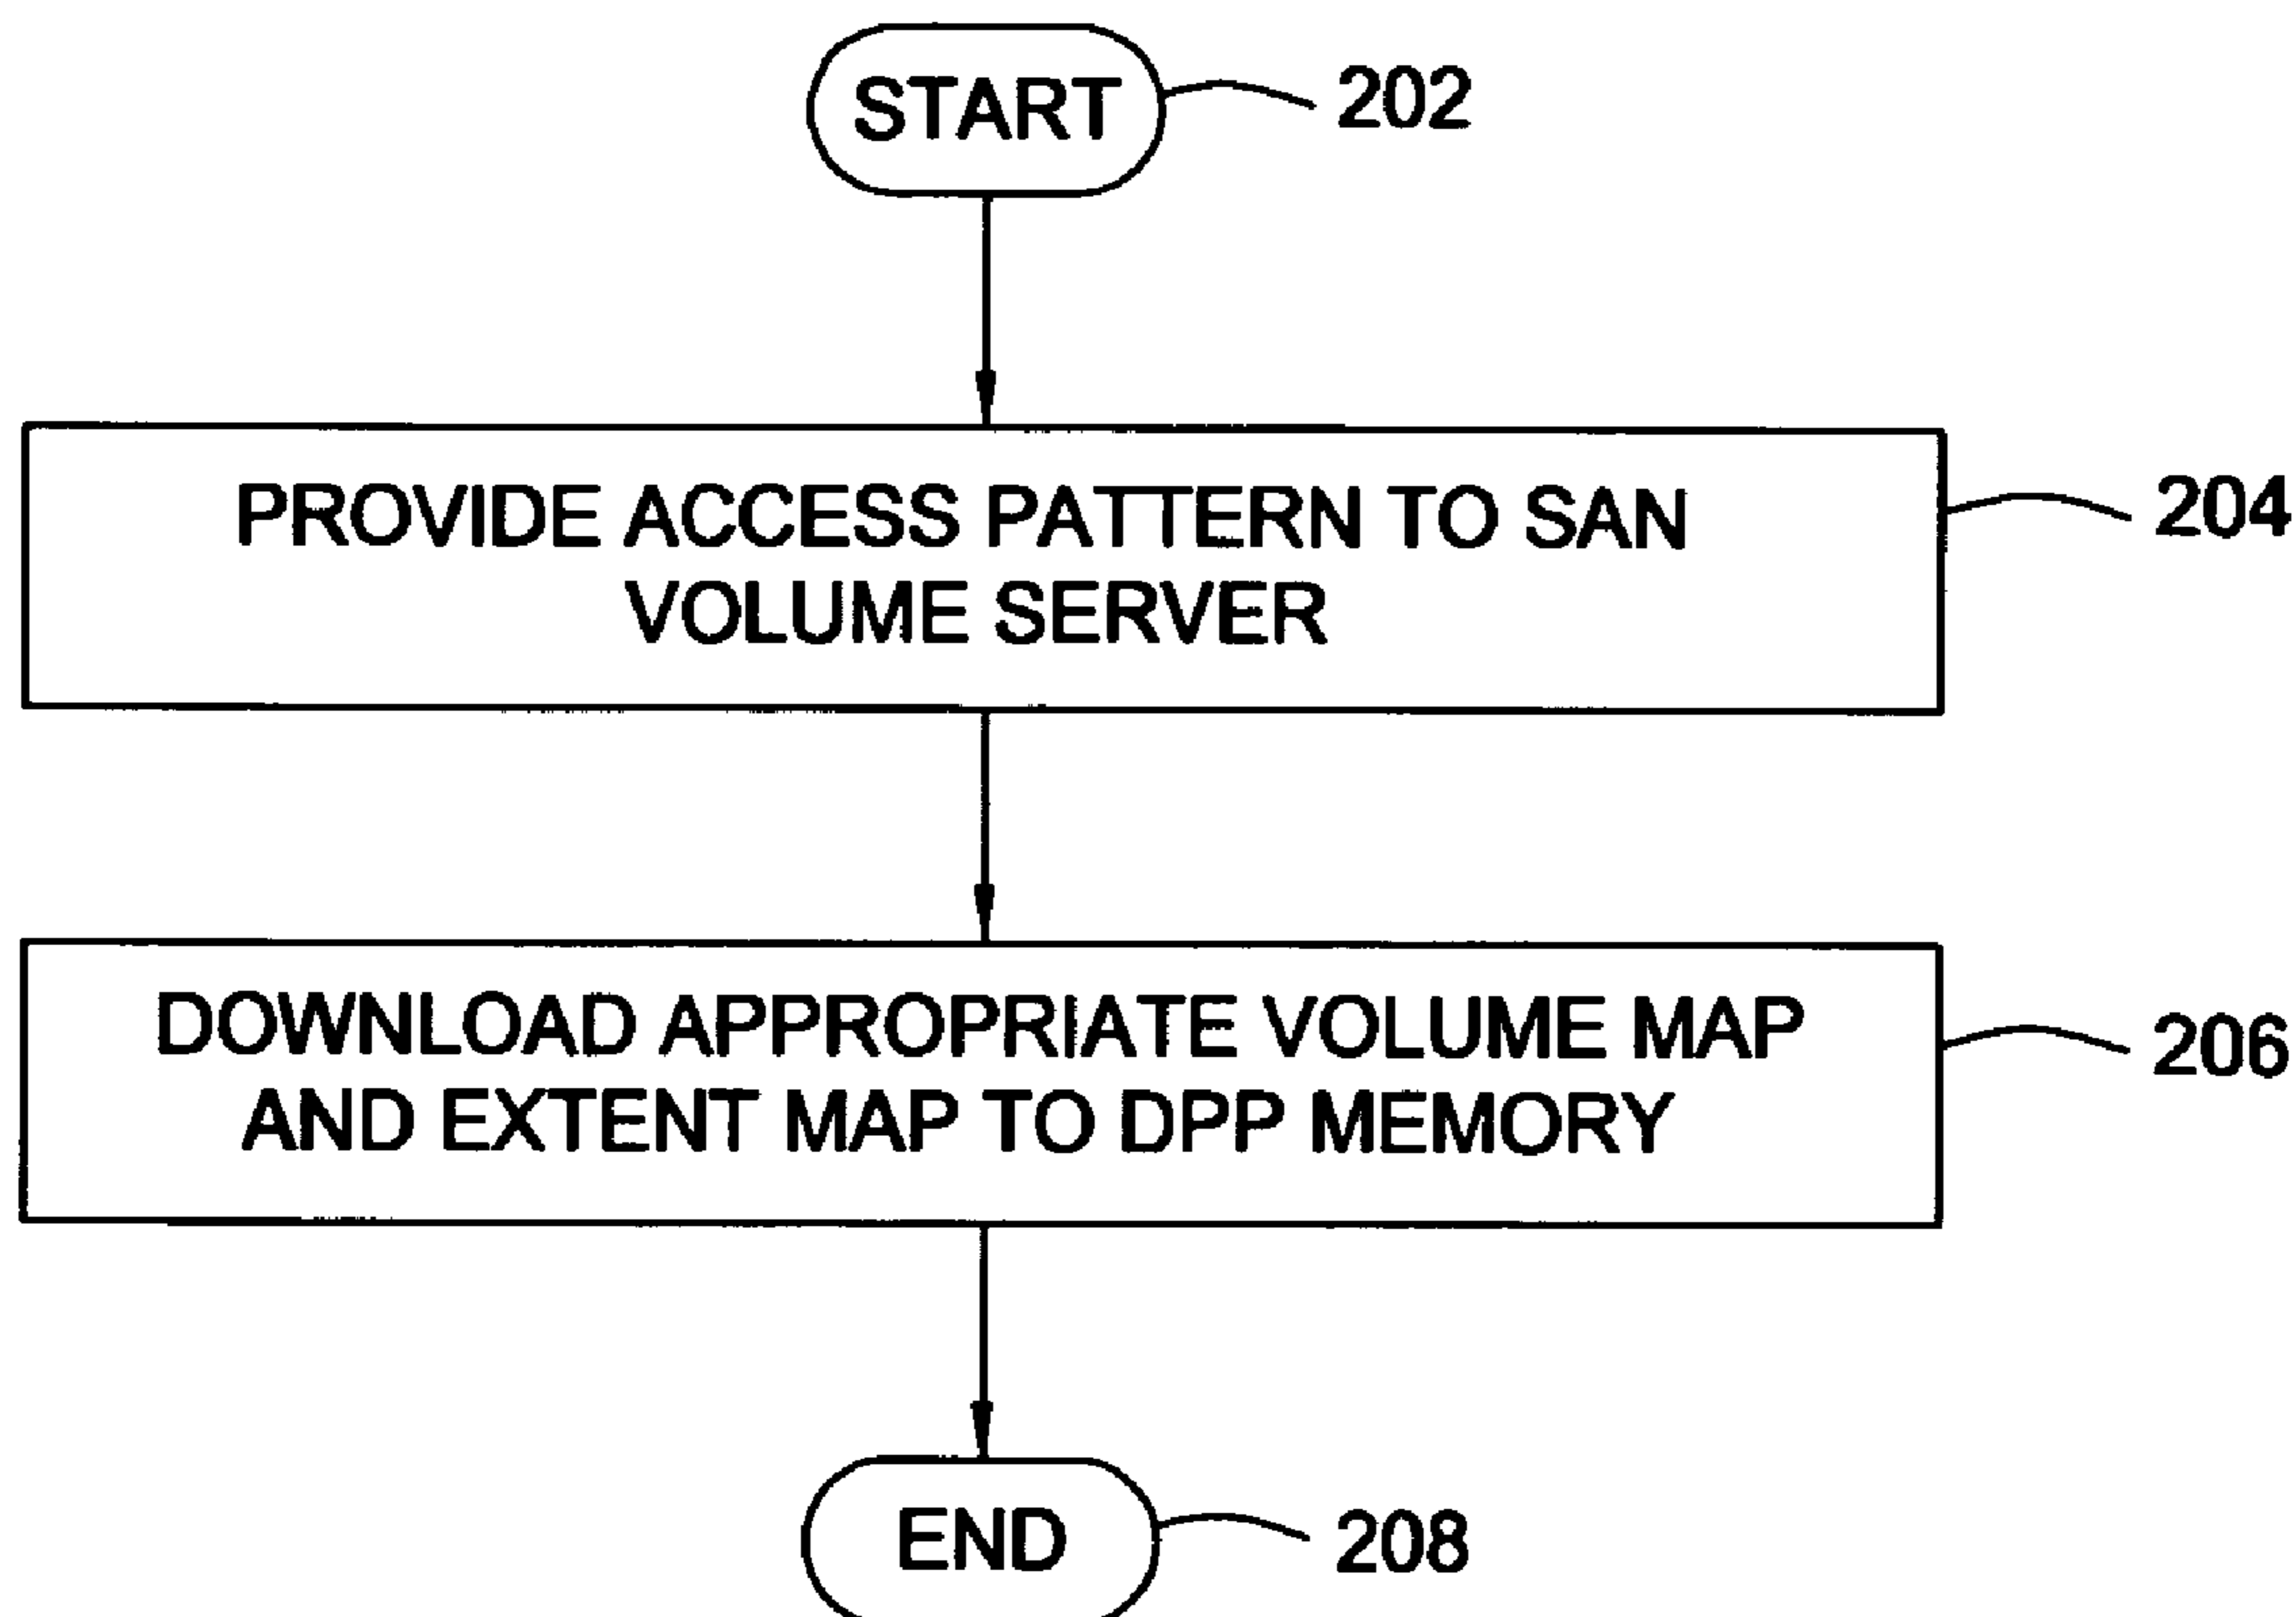 START
202
PROVIDE ACCESS PATTERN TO SAN
VOLUME SERVER
204
DOWNLOAD APPROPRIATE VOLUME MAP
AND EXTENT MAP TO DPP MEMORY
206
END
208